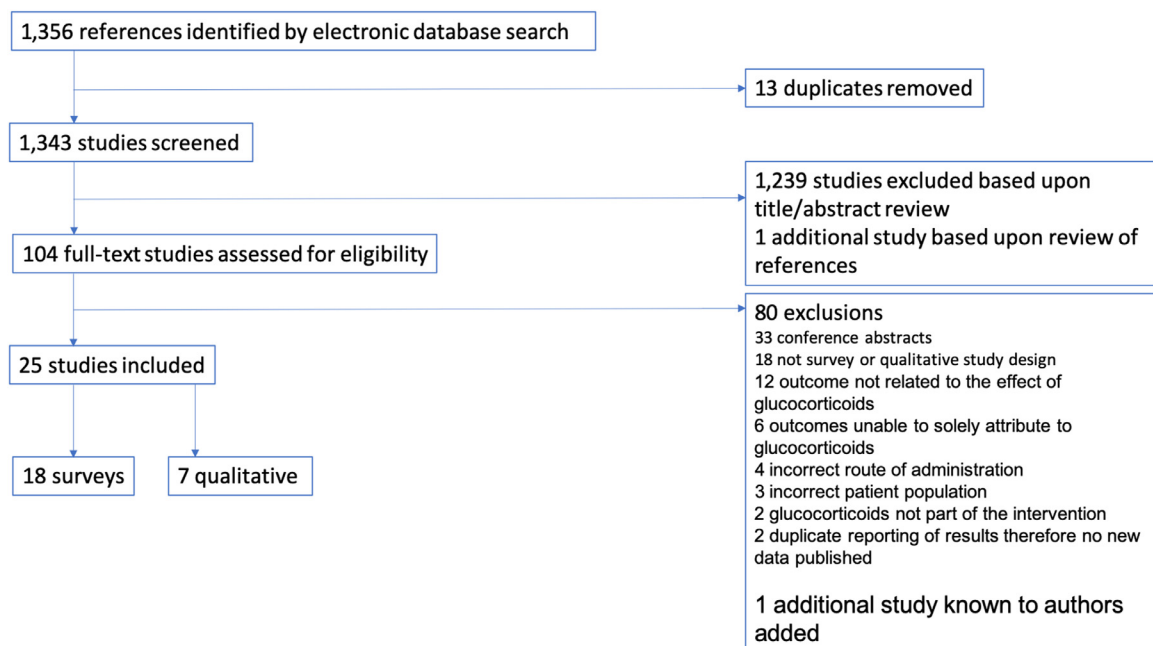 1,356 references identified by electronic database search
13 duplicates removed
1,343 studies screened
1,239 studies excluded based upon
title/abstract review
1 additional study based upon review of
references
104 full-text studies assessed for eligibility
80 exclusions
33 conference abstracts
18 not survey or qualitative study design
12 outcome not related to the effect of
glucocorticoids
6 outcomes unable to solely attribute to
glucocorticoids
4 incorrect route of administration
3 incorrect patient population
2 glucocorticoids not part of the intervention
2 duplicate reporting of results therefore no new
data published
1 additional study known to authors
added
25 studies included
18 surveys
7 qualitative